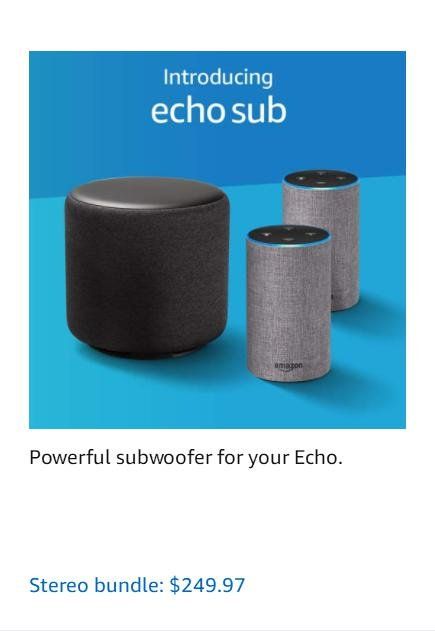 Introducing
echo sub
amazon
Powerful subwoofer for your Echo.
Stereo bundle: $249.97